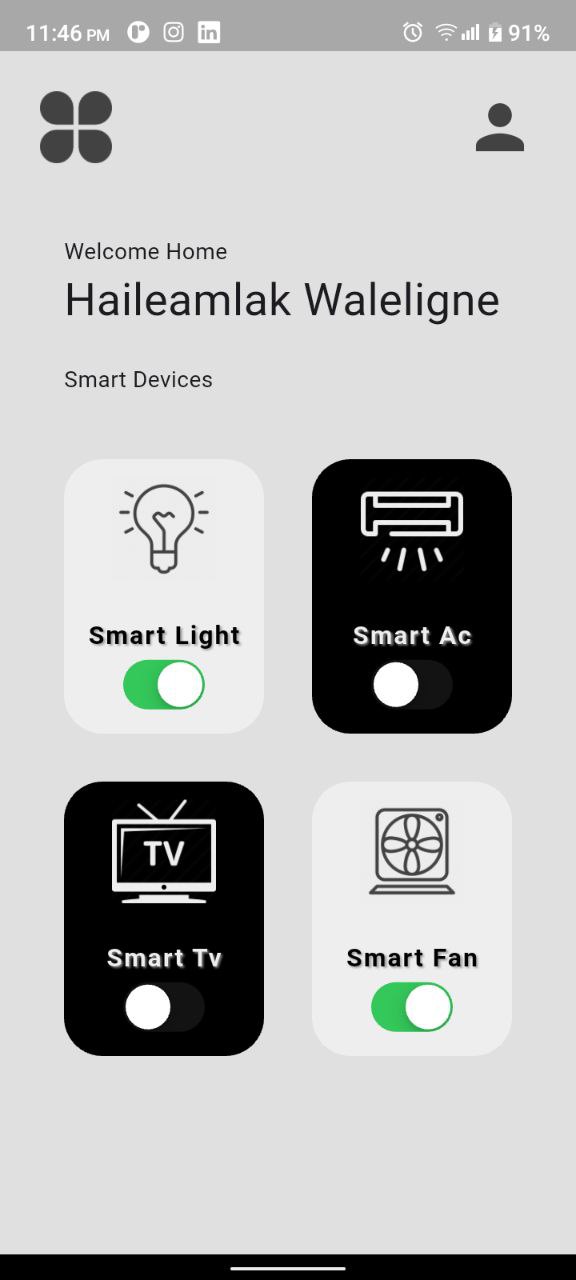 11:46 PM 91%
Welcome Home
Haileamlak Waleligne
Smart Devices
Smart Light Smart Ac
TV
Smart Tv Smart Fan